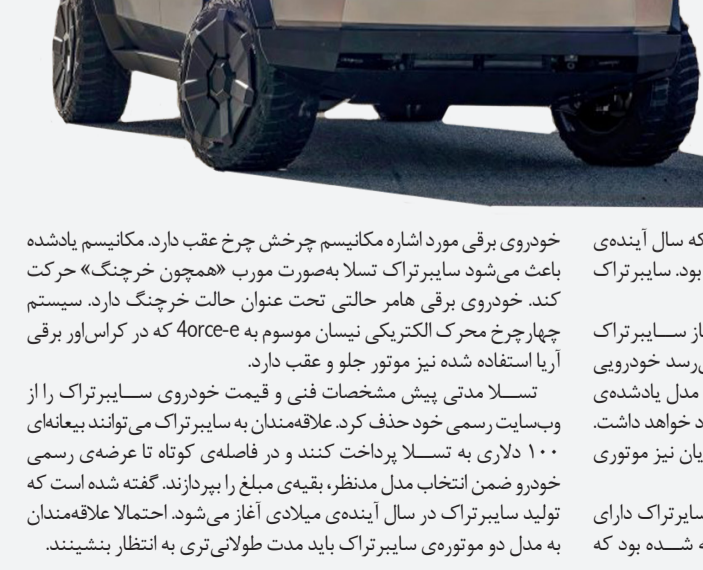 که سال آینده‌ی
بود. سایبرتراک
از ســایبرتراک
ی‌رسد خودرویی
مدل یادشده‌ی
د خواهد داشت.
یان نیز موتوری
سایرتراک دارای
ه شــده بود که
خودروی برقی مورد اشاره مکانیسم چرخش چرخ عقب دارد. مکانیسم یادشده
باعث می‌شود سایبرتراک تسلا به‌صورت مورب «همچون خرچنگ» حرکت
کند. خودروی برقی هامر حالتی تحت عنوان حالت خرچنگ دارد. سیستم
چهارچرخ محرک الکتریکی نیسان موسوم به e-4orce که در کراس‌اور برقی
آریا استفاده شده نیز موتور جلو و عقب دارد.
تســلا مدتی پیش مشخصات فنی و قیمت خودروی ســایبرتراک را از
وب‌سایت رسمی خود حذف کرد. علاقه‌مندان به سایبرتراک می‌توانند بیعانه‌ای
۱۰۰ دلاری به تســلا پرداخت کنند و در فاصله‌ی کوتاه تا عرضه‌ی رسمی
خودرو ضمن انتخاب مدل مدنظر، بقیه‌ی مبلغ را بپردازند. گفته شده است که
تولید سایبرتراک در سال آینده‌ی میلادی آغاز می‌شود. احتمالا علاقه‌مندان
به مدل دو موتوره‌ی سایبرتراک باید مدت طولانی‌تری به انتظار بنشینند.